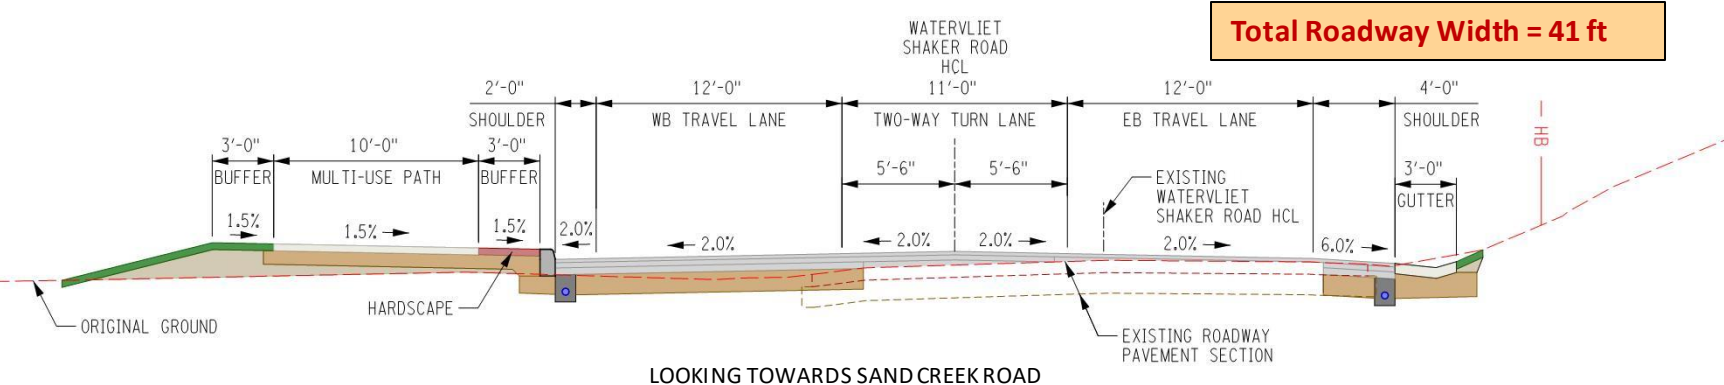 Total Roadway Width = 41 ft
WATERVLIET
SHAKER ROAD
HCL
2'-0"
12'-0"
11'-0"
12'-0"
4'-0"
SHOULDER
WB TRAVEL LANE
TWO-WAY TURN LANE
EB TRAVEL LANE
SHOULDER
HB
3'-0"
10'-0"
3'-0"
BUFFER
MULTI-USE PATH
BUFFER
5'-6"
5'-6"
EXISTING
WATERVLIET
SHAKER ROAD HCL
3'-0"
GUTTER
1.5%
1.5%
1.5%
2.0%
2.0%
2.0%
2.0%
2.0%
6.0%
HARDSCAPE
ORIGINAL GROUND
EXISTING ROADWAY
PAVEMENT SECTION
LOOKING TOWARDS SAND CREEK ROAD